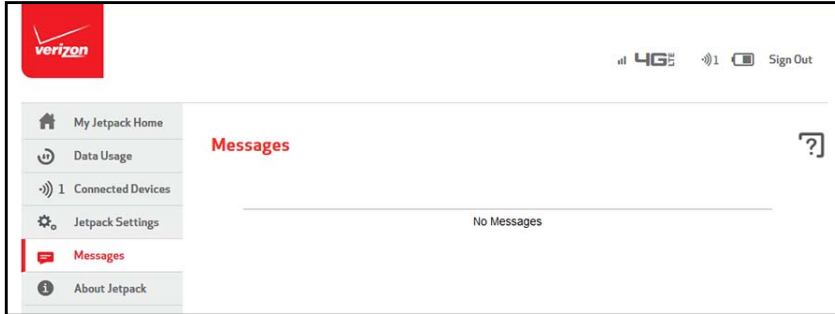 verizon
4G LTE 1 Sign Out
My Jetpack Home
Data Usage
1 Connected Devices
Jetpack Settings
Messages
About Jetpack
Messages
No Messages